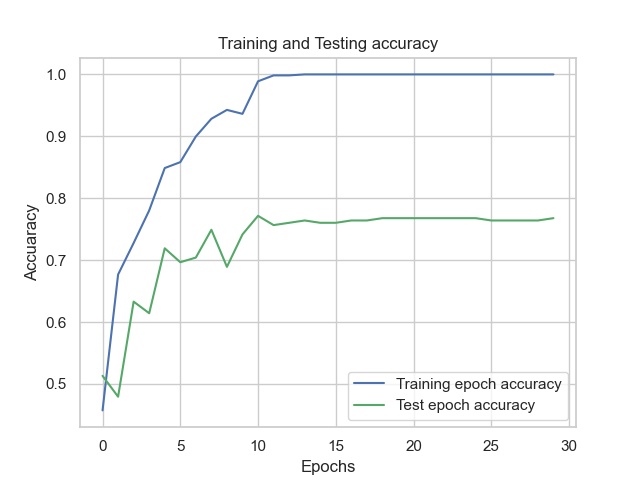 Training and Testing accuracy
1.0
0.9
0.8
0.7
0.6
0.5
Accuaracy
Training epoch accuracy
Test epoch accuracy
0 5 10 15 20 25 30
Epochs